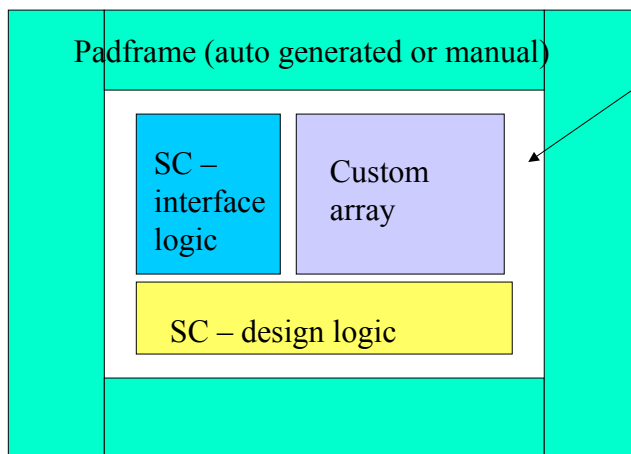 Padframe (auto generated or manual)
SC –
interface
logic
Custom
array
SC – design logic